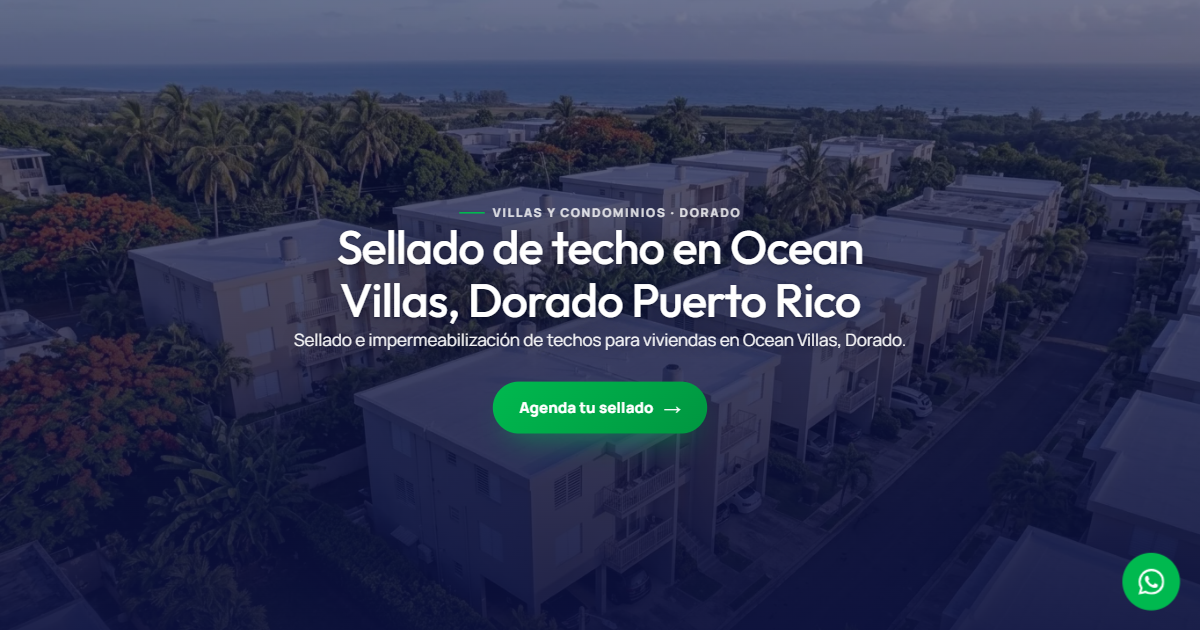 VILLAS Y CONDOMINIOS · DORADO
Sellado de techo en Ocean
Villas, Dorado Puerto Rico
Sellado e impermeabilización de techos para viviendas en Ocean Villas, Dorado.
Agenda tu sellado →